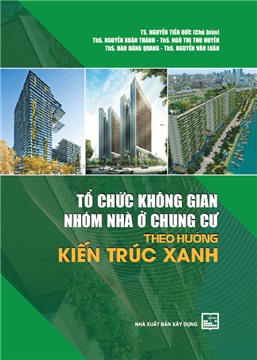 TS. NGUYỄN TIẾN ĐỨC (Chủ biên)
ThS. NGUYỄN XUÂN THÀNH - ThS. NGÔ THỊ THU HUYỀN
ThS. ĐÀO ĐĂNG QUANG - ThS. NGUYỄN VĂN LUÂN
TỔ CHỨC KHÔNG GIAN
NHÓM NHÀ Ở CHUNG CƯ
THEO HƯỚNG
KIẾN TRÚC XANH
NHÀ XUẤT BẢN XÂY DỰNG